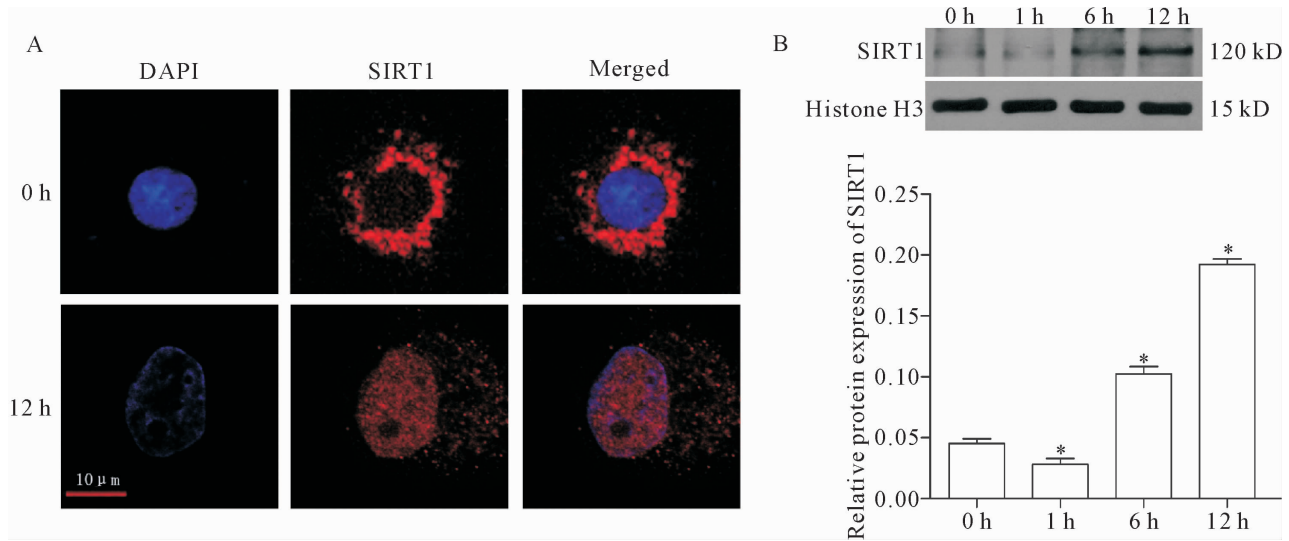 A
DAPI
SIRT1
Merged
0 h
12 h
10 μm
B
0 h 1 h 6 h 12 h
SIRT1
120 kD
Histone H3
15 kD
Relative protein expression of SIRT1
0.25
0.20
0.15
0.10
0.05
0.00
*
*
*
0 h 1 h 6 h 12 h